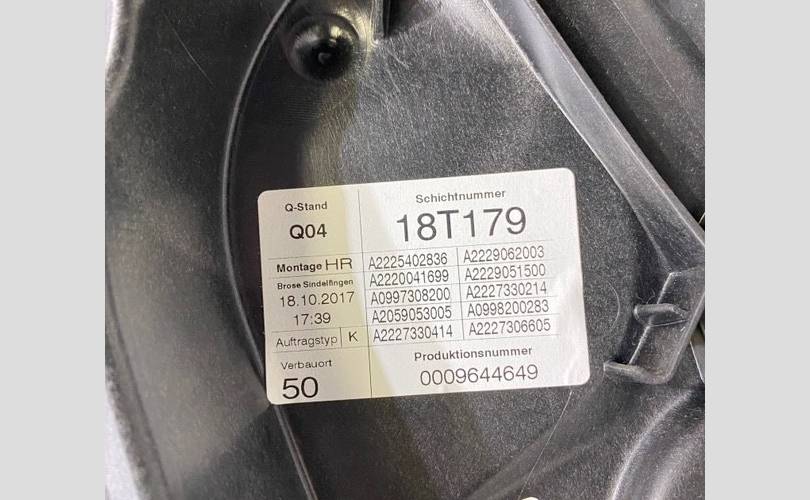 Q-Stand
Q04
Schichtnummer
18T179
Montage HR
Brose Sindelfingen
18.10.2017
17:39
Auftragstyp K
A2225402836 A2229062003
A2220041699 A2229051500
A0997308200 A2227330214
A2059053005 A0998200283
A2227330414 A2227306605
Verbauort
50
Produktionsnummer
0009644649